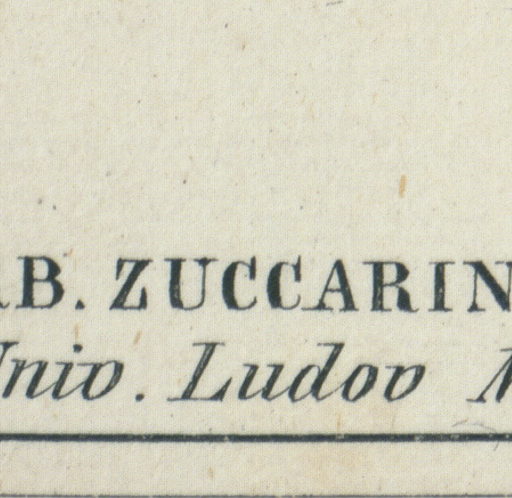 B. ZUCCARIN
Univ. Ludov